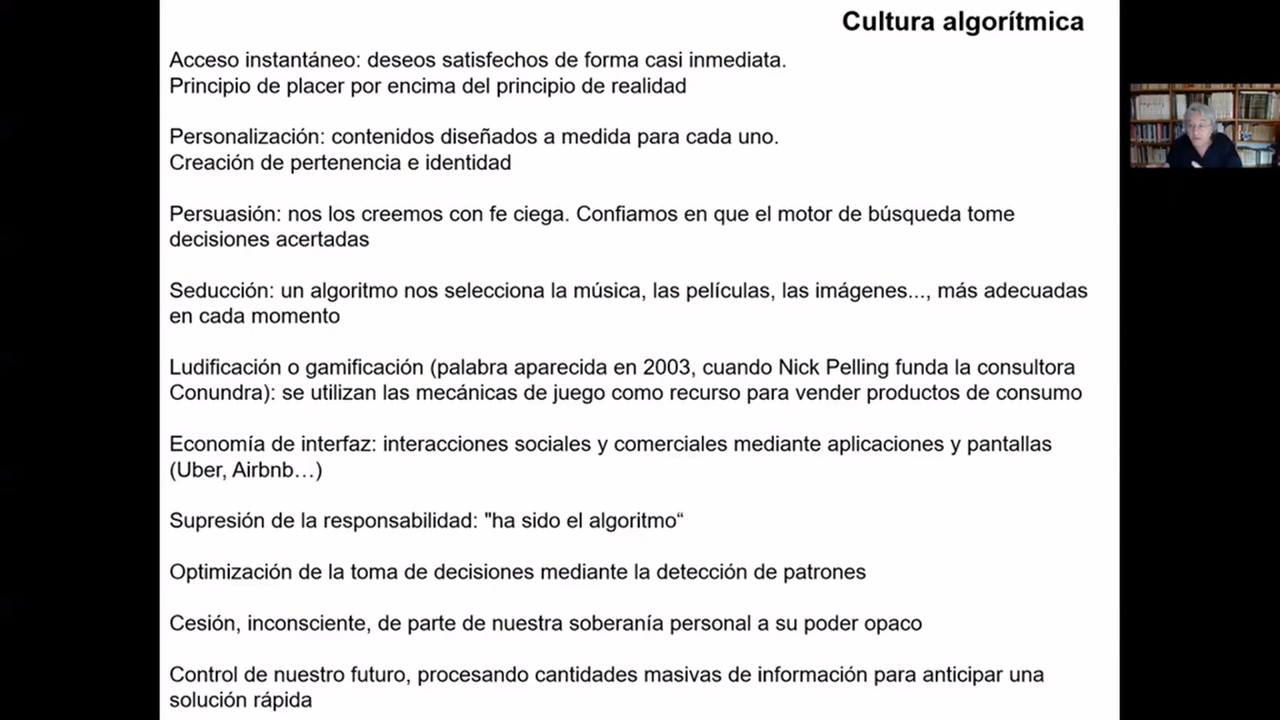 Cultura algorítmica
Acceso instantáneo: deseos satisfechos de forma casi inmediata.
Principio de placer por encima del principio de realidad
Personalización: contenidos diseñados a medida para cada uno.
Creación de pertenencia e identidad
Persuasión: nos los creemos con fe ciega. Confiamos en que el motor de búsqueda tome
decisiones acertadas
Seducción: un algoritmo nos selecciona la música, las películas, las imágenes..., más adecuadas
en cada momento
Ludificación o gamificación (palabra aparecida en 2003, cuando Nick Pelling funda la consultora
Conundra): se utilizan las mecánicas de juego como recurso para vender productos de consumo
Economía de interfaz: interacciones sociales y comerciales mediante aplicaciones y pantallas
(Uber, Airbnb…)
Supresión de la responsabilidad: "ha sido el algoritmo“
Optimización de la toma de decisiones mediante la detección de patrones
Cesión, inconsciente, de parte de nuestra soberanía personal a su poder opaco
Control de nuestro futuro, procesando cantidades masivas de información para anticipar una
solución rápida